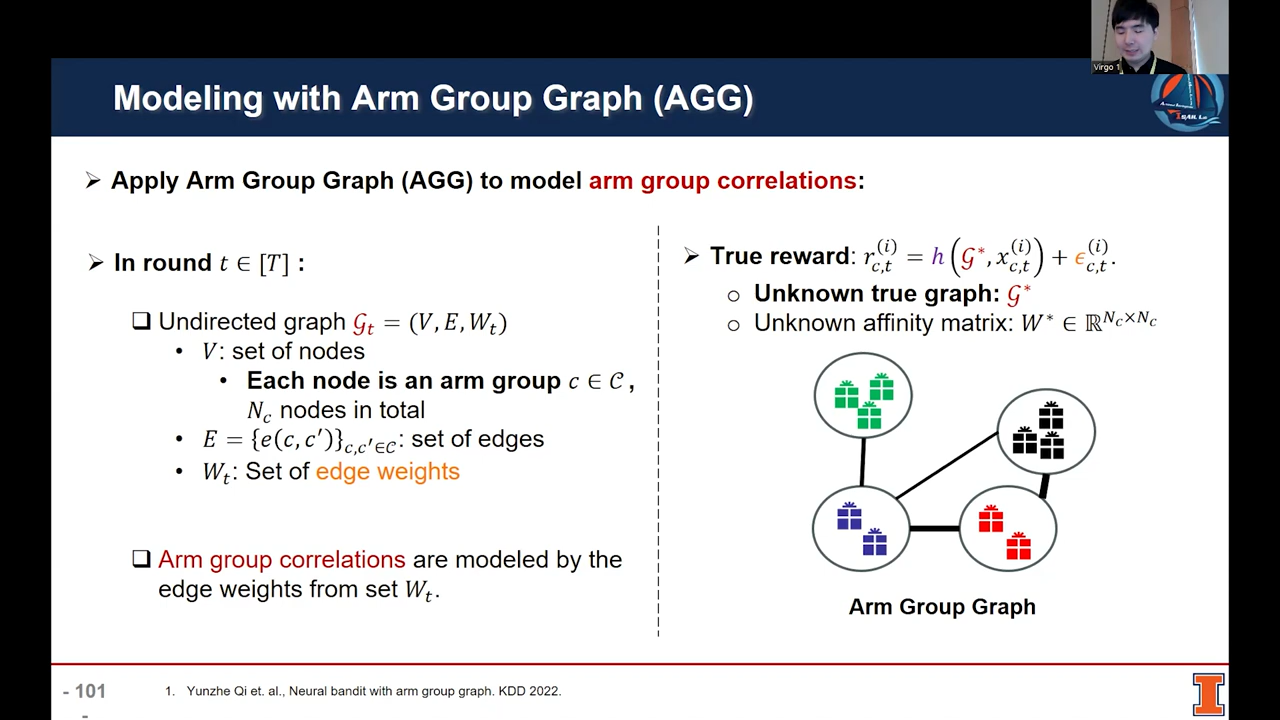 Virgo 1
Modeling with Arm Group Graph (AGG)
➢ Apply Arm Group Graph (AGG) to model arm group correlations:
➢ In round t ∈ [T] :
❑ Undirected graph 𝒢ₜ = (V, E, Wₜ)
• V: set of nodes
• Each node is an arm group c ∈ 𝒞 ,
N_c nodes in total
• E = {e(c, c′)}_{c,c′∈𝒞}: set of edges
• Wₜ: Set of edge weights
❑ Arm group correlations are modeled by the
edge weights from set Wₜ.
➢ True reward: r_{c,t}^{(i)} = h(𝒢*, x_{c,t}^{(i)}) + ϵ_{c,t}^{(i)}.
o Unknown true graph: 𝒢*
o Unknown affinity matrix: W* ∈ ℝ^{N_c×N_c}
Arm Group Graph
- 101
-
1. Yunzhe Qi et. al., Neural bandit with arm group graph. KDD 2022.